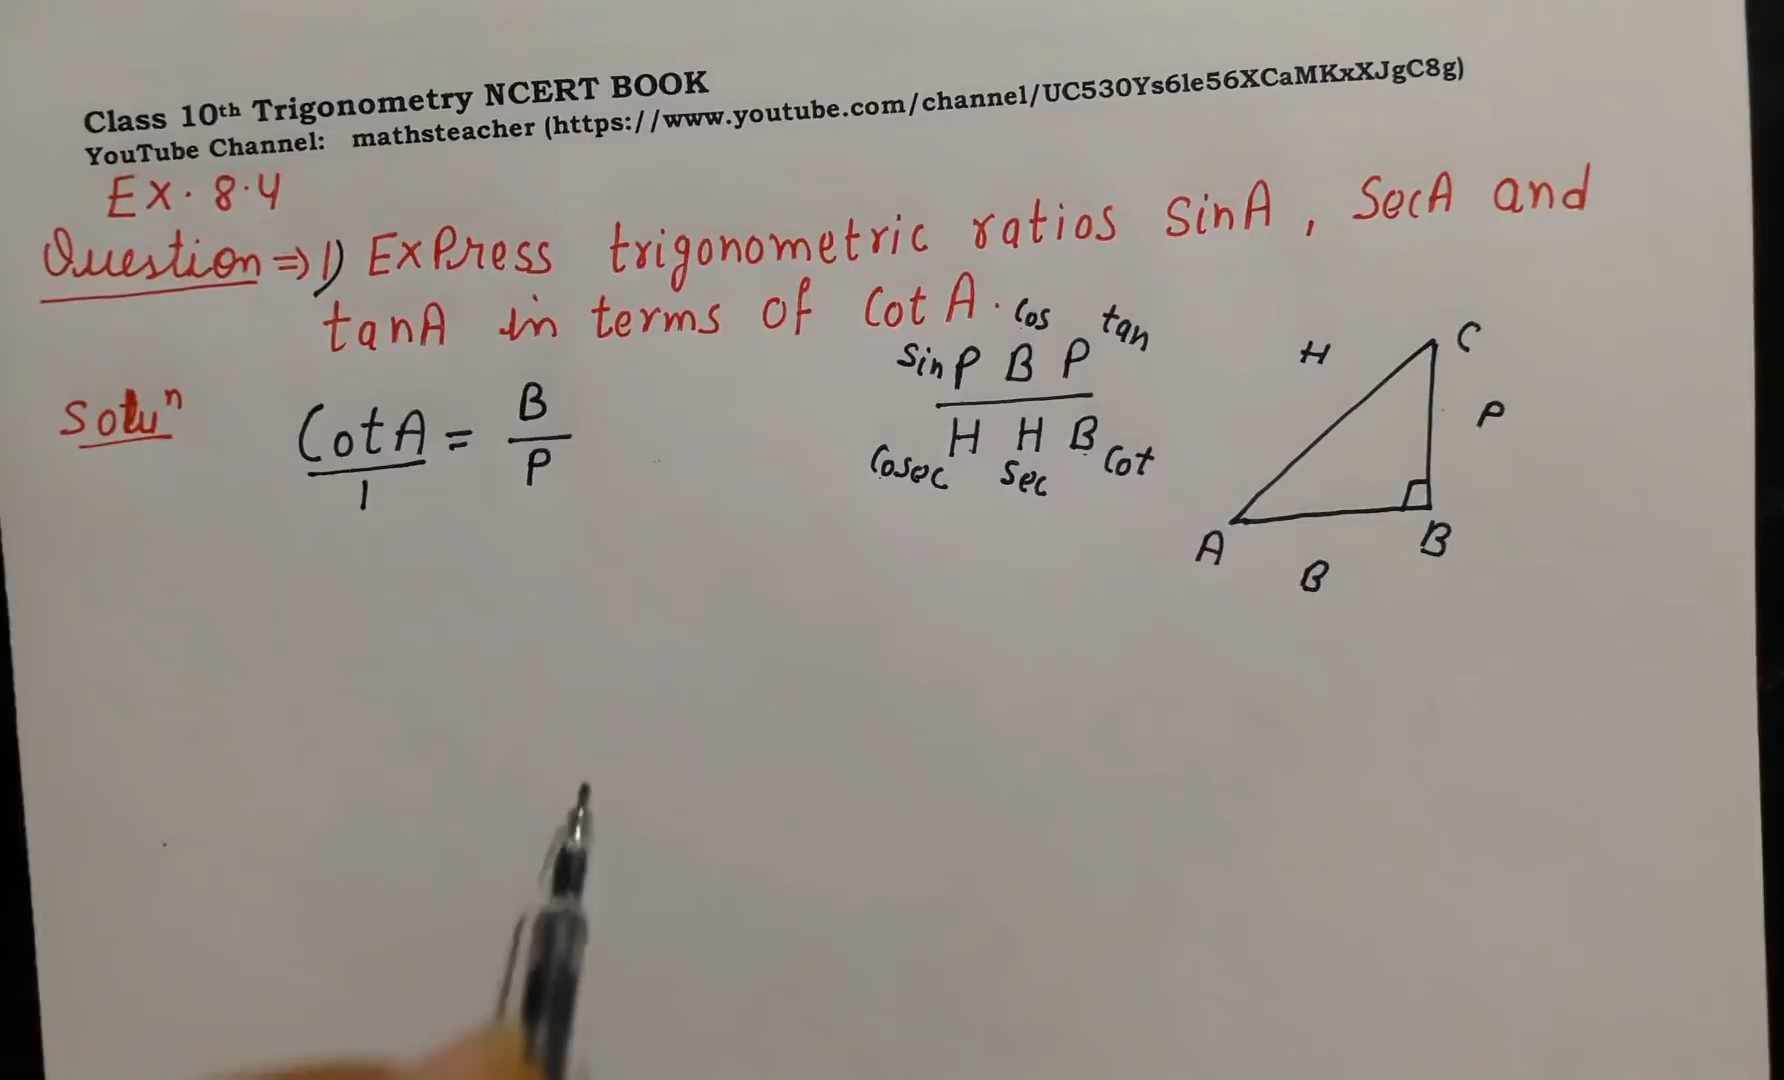 Class 10th Trigonometry NCERT BOOK
YouTube Channel: mathsteacher (https://www.youtube.com/channel/UC530Ys6le56XCaMKxXJgC8g)
EX. 8.4
Question ⇒ 1) Express trigonometric ratios SinA, SecA and
tanA in terms of Cot A.
Cos tan
Sin P B P
H H B
Cosec Sec Cot
Solun
CotA = B
1 P
H C
P
A B
B